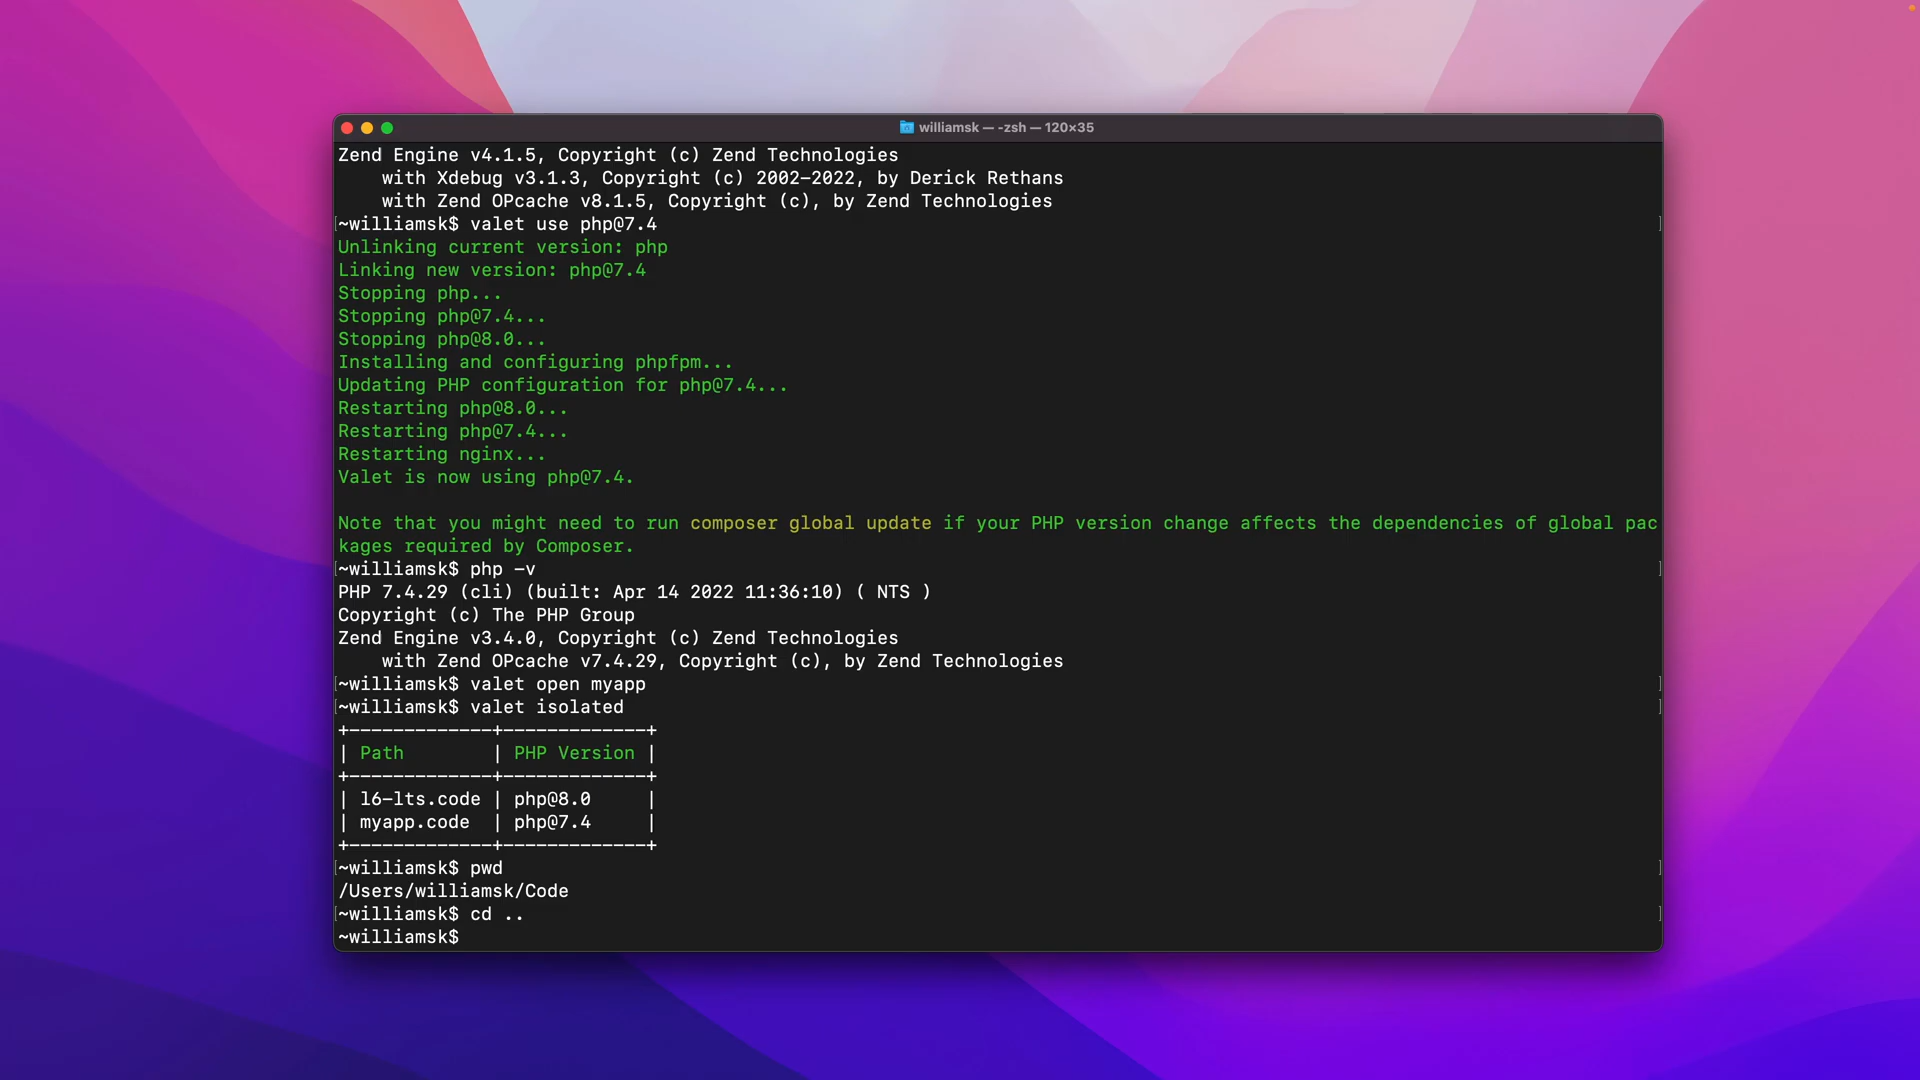 williamsk — -zsh — 120×35
Zend Engine v4.1.5, Copyright (c) Zend Technologies
    with Xdebug v3.1.3, Copyright (c) 2002-2022, by Derick Rethans
    with Zend OPcache v8.1.5, Copyright (c), by Zend Technologies
[~williamsk$ valet use php@7.4 ]
Unlinking current version: php
Linking new version: php@7.4
Stopping php...
Stopping php@7.4...
Stopping php@8.0...
Installing and configuring phpfpm...
Updating PHP configuration for php@7.4...
Restarting php@8.0...
Restarting php@7.4...
Restarting nginx...
Valet is now using php@7.4.

Note that you might need to run composer global update if your PHP version change affects the dependencies of global pac
kages required by Composer.
[~williamsk$ php -v ]
PHP 7.4.29 (cli) (built: Apr 14 2022 11:36:10) ( NTS )
Copyright (c) The PHP Group
Zend Engine v3.4.0, Copyright (c) Zend Technologies
    with Zend OPcache v7.4.29, Copyright (c), by Zend Technologies
[~williamsk$ valet open myapp ]
[~williamsk$ valet isolated ]
+-------------+-------------+
| Path        | PHP Version |
+-------------+-------------+
| l6-lts.code | php@8.0     |
| myapp.code  | php@7.4     |
+-------------+-------------+
[~williamsk$ pwd ]
/Users/williamsk/Code
[~williamsk$ cd .. ]
~williamsk$